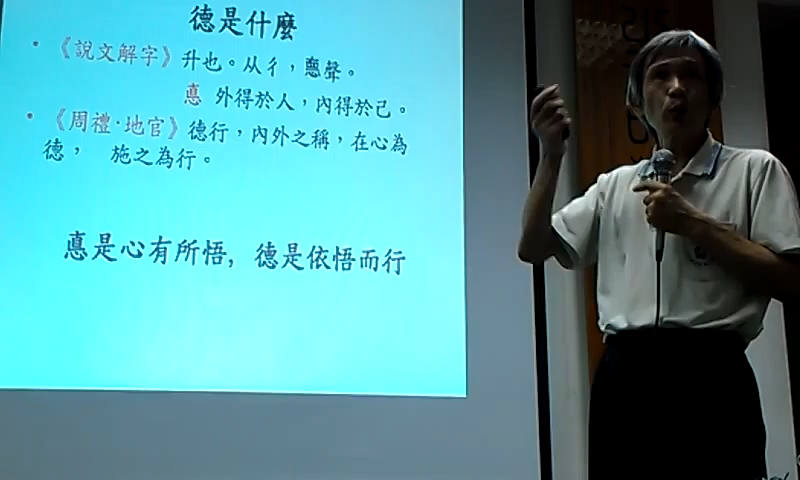 德是什麼
• 《說文解字》升也。从彳，悳聲。
悳 外得於人，內得於己。
• 《周禮·地官》德行，內外之稱，在心為
德， 施之為行。
悳是心有所悟, 德是依悟而行